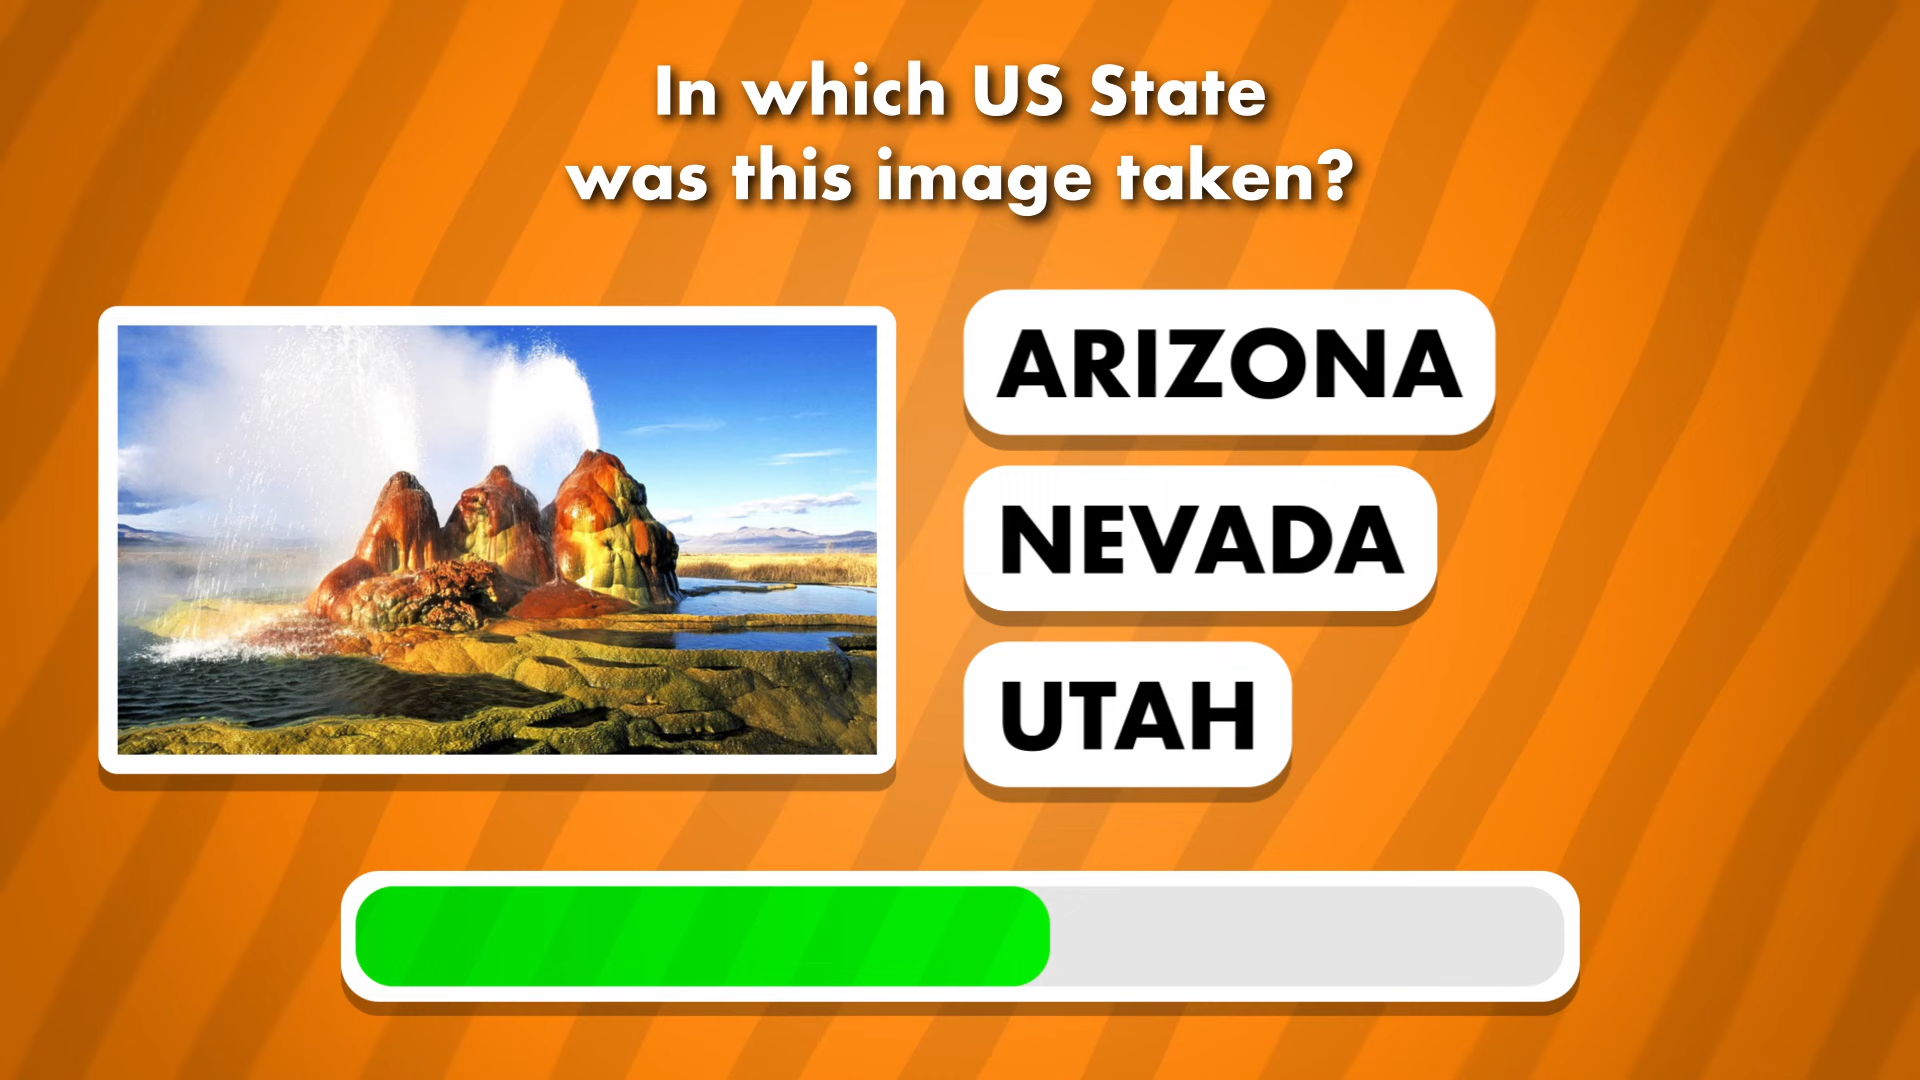 In which US State
was this image taken?
ARIZONA
NEVADA
UTAH